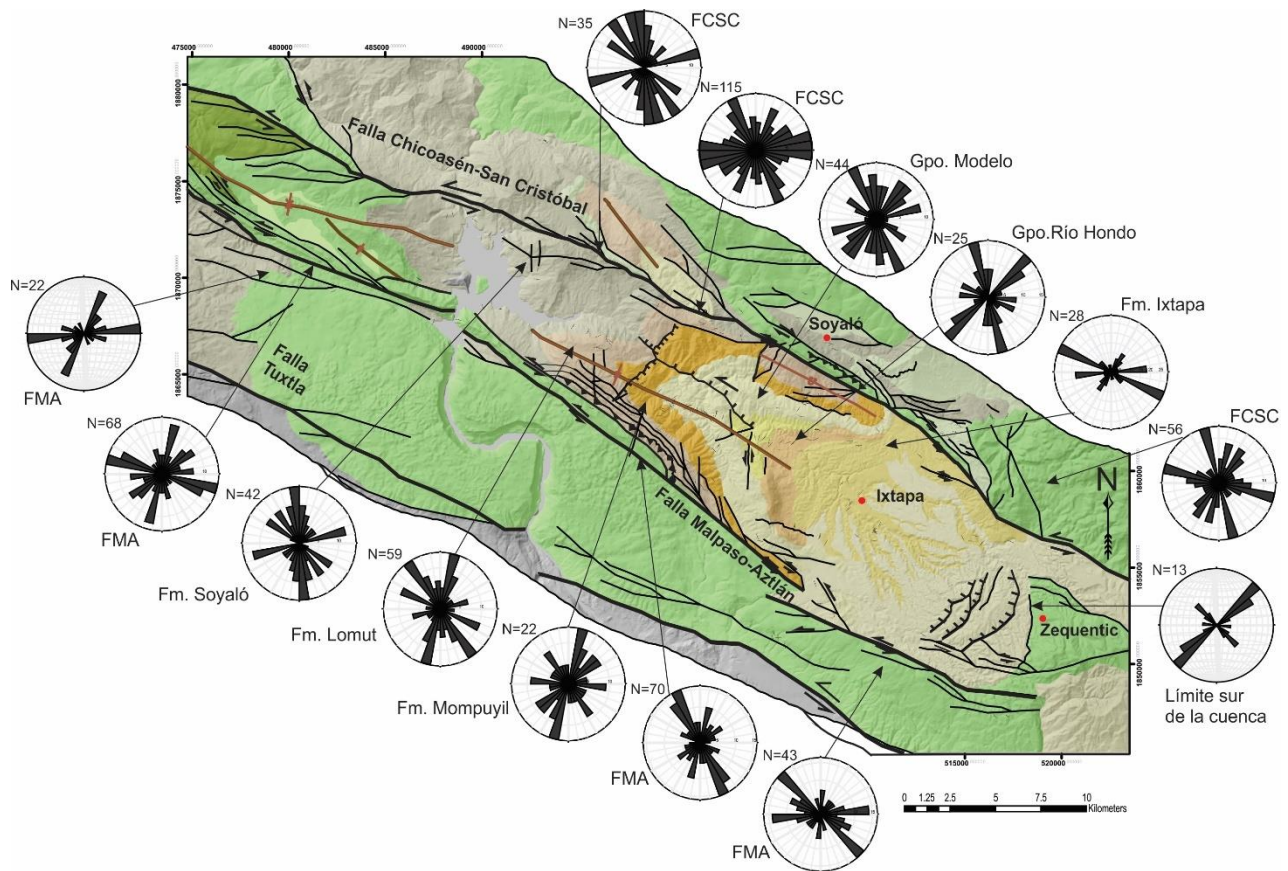 N=35
FCSC
475000
480000
485000
490000
N=115
FCSC
1880000
N=44
Gpo. Modelo
Falla Chicoasén-San Cristóbal
1875000
N=25
Gpo.Río Hondo
1870000
N=22
N=28
Fm. Ixtapa
Soyaló
FMA
Falla
Tuxtla
1865000
N=68
N=56
FCSC
1860000
N
Ixtapa
N=42
FMA
Falla Malpaso-Aztlán
N=59
1855000
N=13
Fm. Soyaló
Zequentic
N=22
Fm. Lomut
1850000
N=70
Límite sur
de la cuenca
Fm. Mompuyil
N=43
515000
520000
FMA
0 1.25 2.5 5 7.5 10
Kilometers
FMA